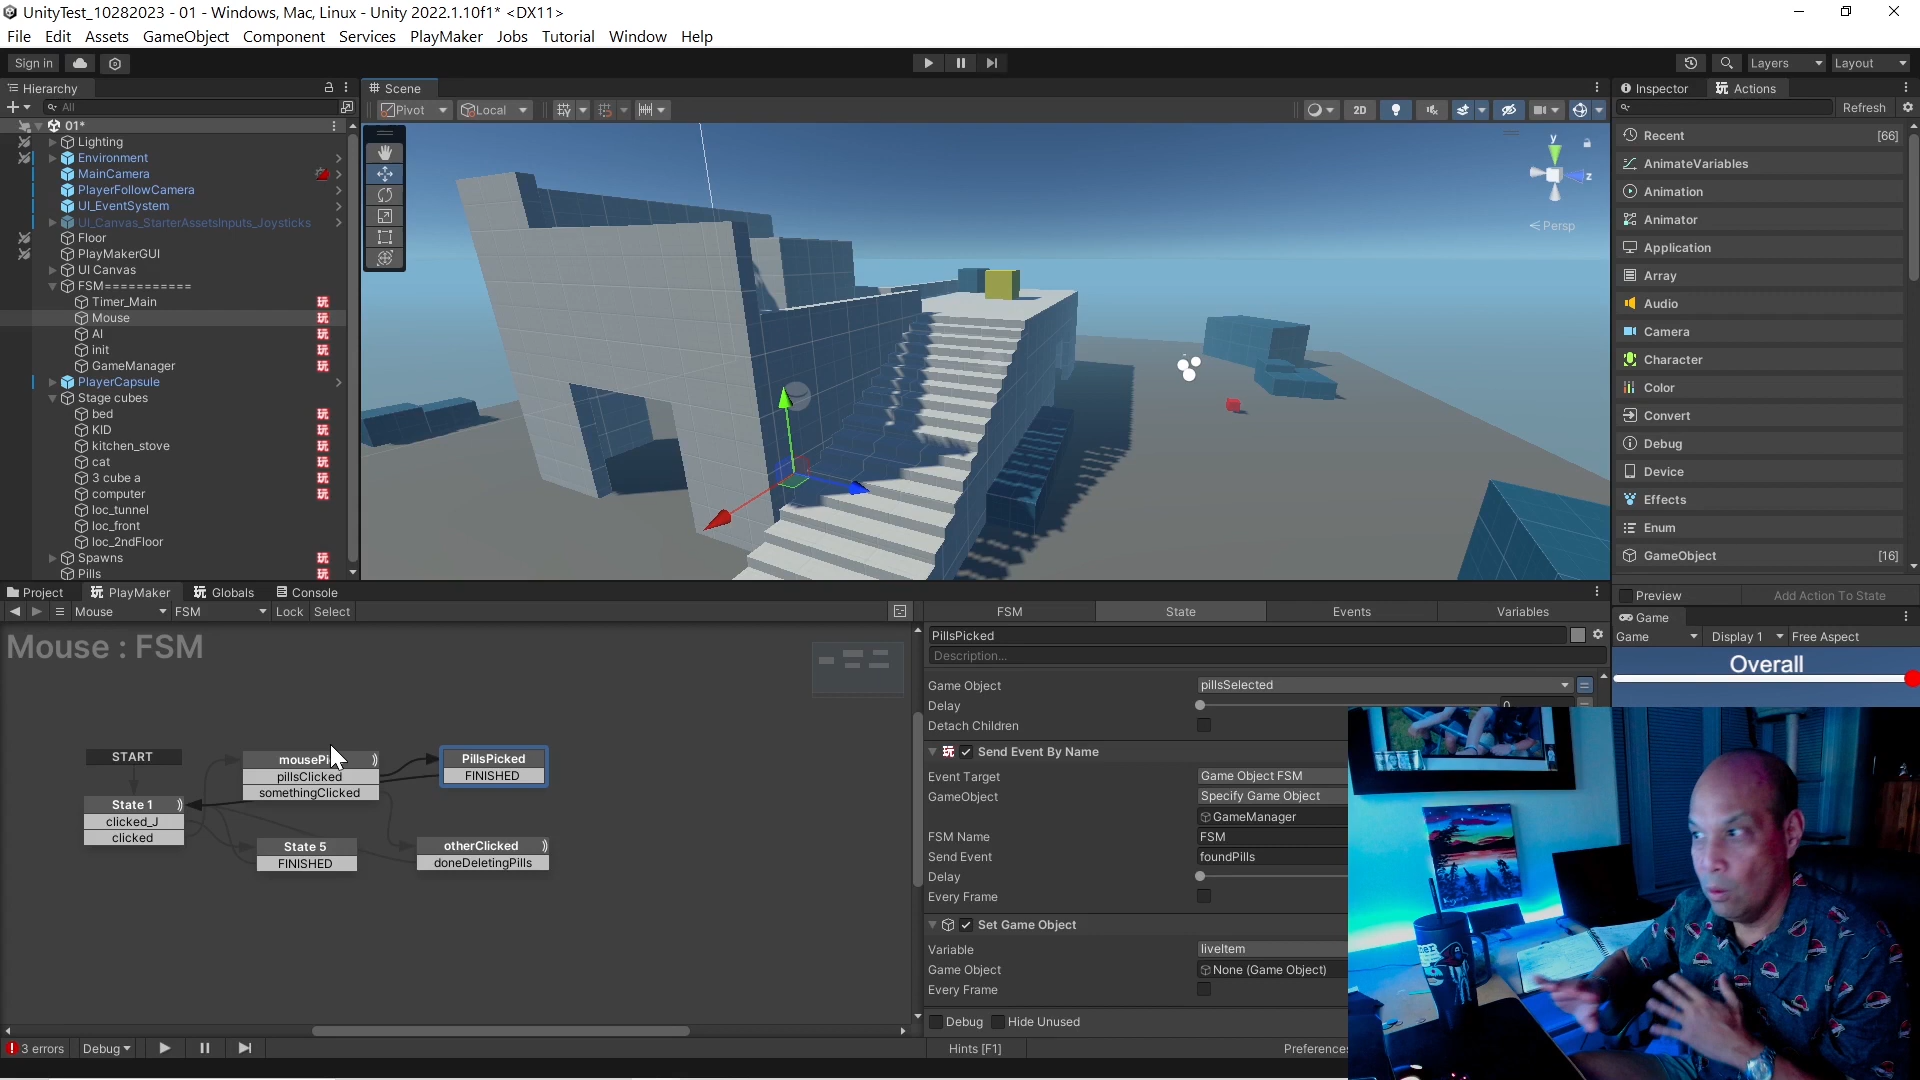 UnityTest_10282023 - 01 - Windows, Mac, Linux - Unity 2022.1.10f1* <DX11>
File Edit Assets GameObject Component Services PlayMaker Jobs Tutorial Window Help
Sign in
Layers
Layout
Hierarchy
All
01*
Lighting
Environment
MainCamera
PlayerFollowCamera
UI_EventSystem
UI_Canvas_StarterAssetsInputs_Joysticks
Floor
PlayMakerGUI
UI Canvas
FSM===========
Timer_Main
Mouse
AI
init
GameManager
PlayerCapsule
Stage cubes
bed
KID
kitchen_stove
cat
3 cube a
computer
loc_tunnel
loc_front
loc_2ndFloor
Spawns
Pills
Scene
Pivot
Local
2D
y
z
Persp
Inspector
Actions
Refresh
Recent [66]
AnimateVariables
Animation
Animator
Application
Array
Audio
Camera
Character
Color
Convert
Debug
Device
Effects
Enum
GameObject [16]
Preview
Add Action To State
Game
Game
Display 1
Free Aspect
Overall
Project
PlayMaker
Globals
Console
Mouse
FSM
Lock
Select
Mouse : FSM
START
State 1
clicked_J
clicked
pillsClicked
somethingClicked
PillsPicked
FINISHED
State 5
FINISHED
otherClicked
doneDeletingPills
3 errors
Debug
FSM
State
Events
Variables
PillsPicked
Description...
Game Object
pillsSelected
Delay
0
Detach Children
Send Event By Name
Event Target
Game Object FSM
GameObject
Specify Game Object
GameManager
FSM Name
FSM
Send Event
foundPills
Delay
Every Frame
Set Game Object
Variable
liveItem
Game Object
None (Game Object)
Every Frame
Debug
Hide Unused
Hints [F1]
Preferences